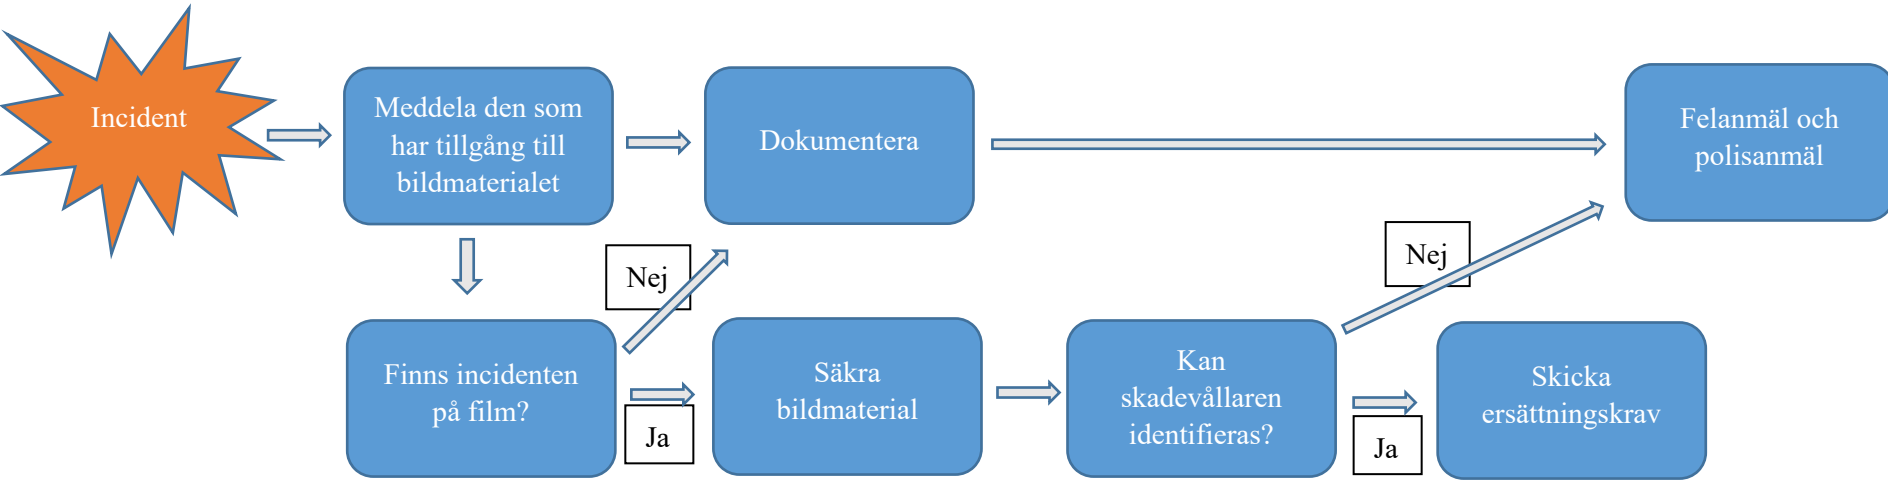 Incident
Meddela den som
har tillgång till
bildmaterialet
Dokumentera
Felanmäl och
polisanmäl
Nej
Nej
Finns incidenten
på film?
Ja
Säkra
bildmaterial
Kan
skadevållaren
identifieras?
Ja
Skicka
ersättningskrav